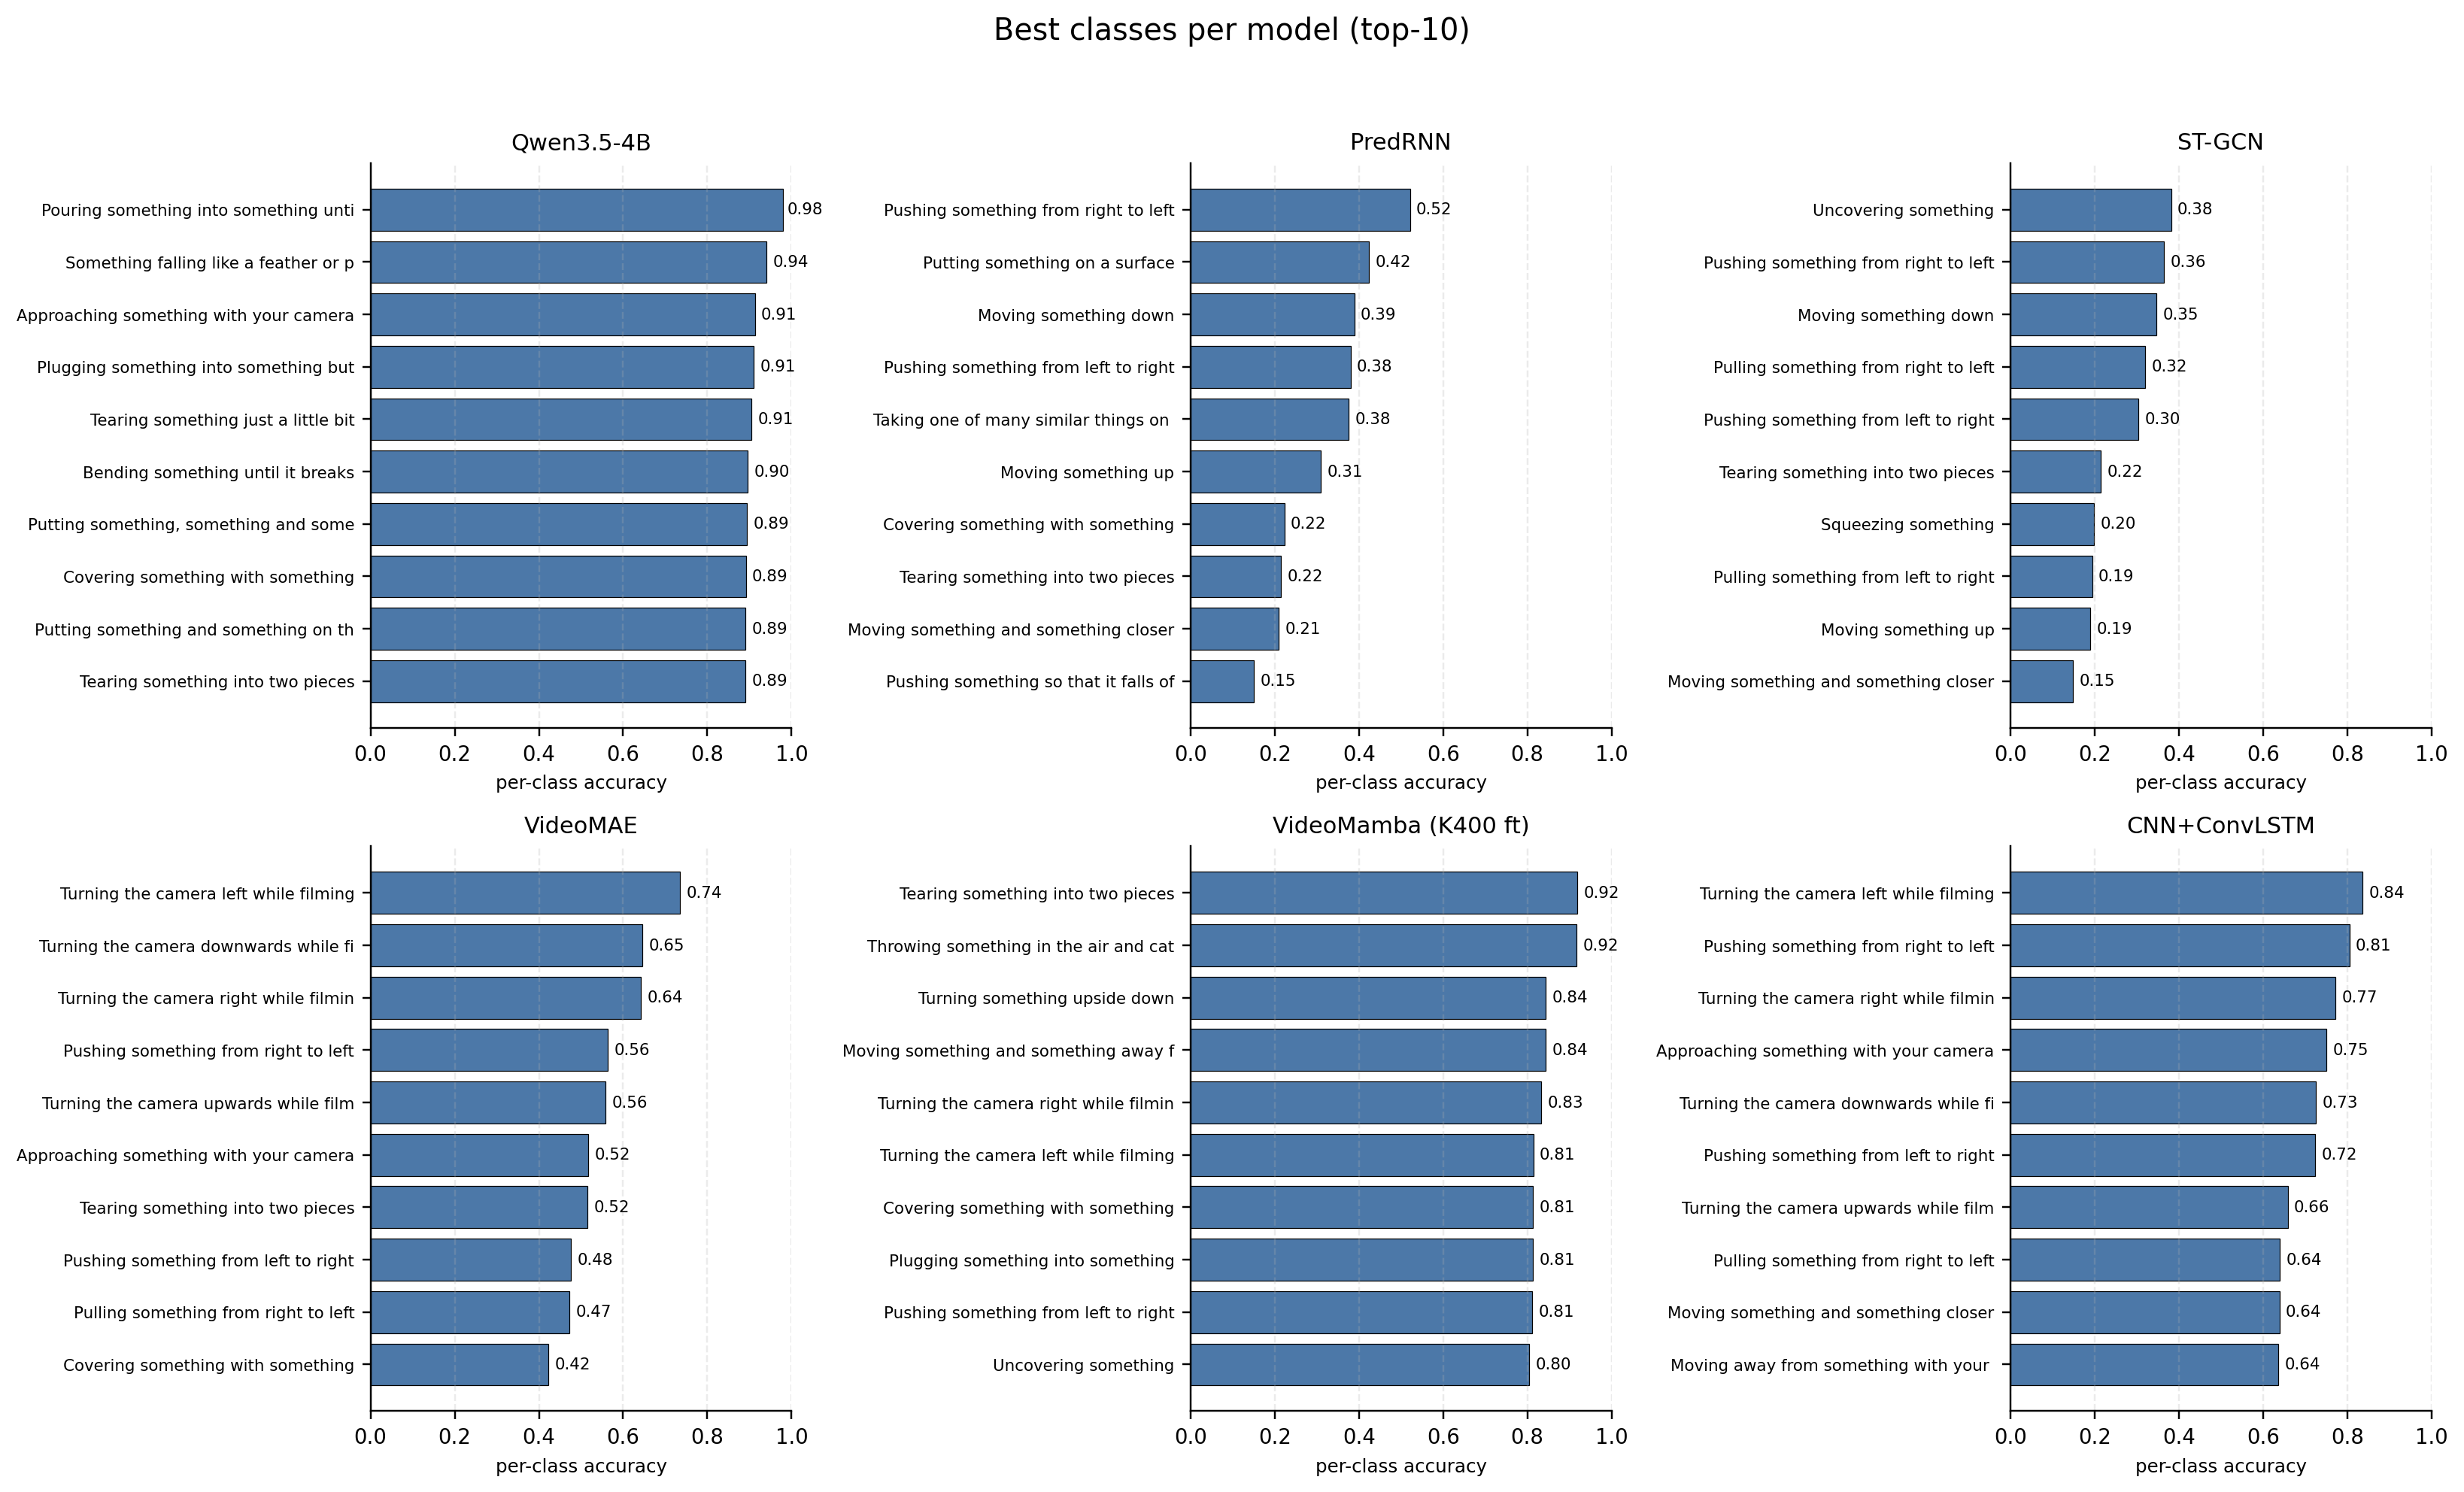 Best classes per model (top-10)
Qwen3.5-4B
Pouring something into something unti 0.98
Something falling like a feather or p 0.94
Approaching something with your camera 0.91
Plugging something into something but 0.91
Tearing something just a little bit 0.91
Bending something until it breaks 0.90
Putting something, something and some 0.89
Covering something with something 0.89
Putting something and something on th 0.89
Tearing something into two pieces 0.89
0.0 0.2 0.4 0.6 0.8 1.0
per-class accuracy
PredRNN
Pushing something from right to left 0.52
Putting something on a surface 0.42
Moving something down 0.39
Pushing something from left to right 0.38
Taking one of many similar things on 0.38
Moving something up 0.31
Covering something with something 0.22
Tearing something into two pieces 0.22
Moving something and something closer 0.21
Pushing something so that it falls of 0.15
0.0 0.2 0.4 0.6 0.8 1.0
per-class accuracy
ST-GCN
Uncovering something 0.38
Pushing something from right to left 0.36
Moving something down 0.35
Pulling something from right to left 0.32
Pushing something from left to right 0.30
Tearing something into two pieces 0.22
Squeezing something 0.20
Pulling something from left to right 0.19
Moving something up 0.19
Moving something and something closer 0.15
0.0 0.2 0.4 0.6 0.8 1.0
per-class accuracy
VideoMAE
Turning the camera left while filming 0.74
Turning the camera downwards while fi 0.65
Turning the camera right while filmin 0.64
Pushing something from right to left 0.56
Turning the camera upwards while film 0.56
Approaching something with your camera 0.52
Tearing something into two pieces 0.52
Pushing something from left to right 0.48
Pulling something from right to left 0.47
Covering something with something 0.42
0.0 0.2 0.4 0.6 0.8 1.0
per-class accuracy
VideoMamba (K400 ft)
Tearing something into two pieces 0.92
Throwing something in the air and cat 0.92
Turning something upside down 0.84
Moving something and something away f 0.84
Turning the camera right while filmin 0.83
Turning the camera left while filming 0.81
Covering something with something 0.81
Plugging something into something 0.81
Pushing something from left to right 0.81
Uncovering something 0.80
0.0 0.2 0.4 0.6 0.8 1.0
per-class accuracy
CNN+ConvLSTM
Turning the camera left while filming 0.84
Pushing something from right to left 0.81
Turning the camera right while filmin 0.77
Approaching something with your camera 0.75
Turning the camera downwards while fi 0.73
Pushing something from left to right 0.72
Turning the camera upwards while film 0.66
Pulling something from right to left 0.64
Moving something and something closer 0.64
Moving away from something with your 0.64
0.0 0.2 0.4 0.6 0.8 1.0
per-class accuracy